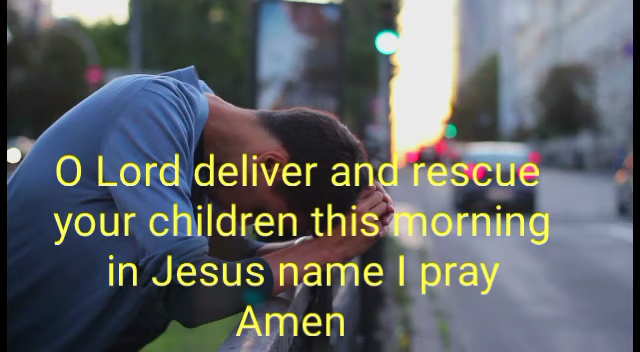 O Lord deliver and rescue
your children this morning
in Jesus name I pray
Amen